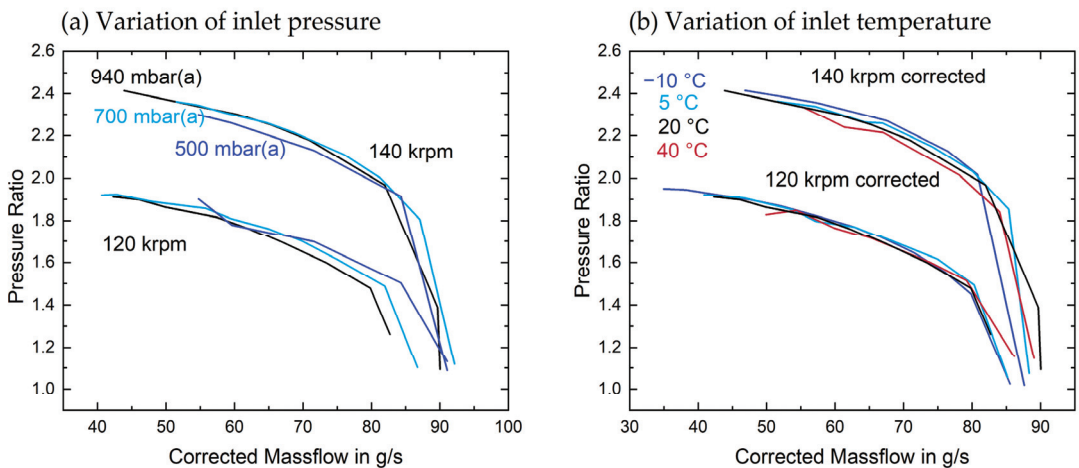 (a) Variation of inlet pressure
2.6
2.4
2.2
2.0
1.8
1.6
1.4
1.2
1.0
Pressure Ratio
940 mbar(a)
700 mbar(a)
500 mbar(a)
140 krpm
120 krpm
40 50 60 70 80 90 100
Corrected Massflow in g/s
(b) Variation of inlet temperature
2.6
2.4
2.2
2.0
1.8
1.6
1.4
1.2
1.0
Pressure Ratio
140 krpm corrected
−10 °C
5 °C
20 °C
40 °C
120 krpm corrected
30 40 50 60 70 80 90
Corrected Massflow in g/s